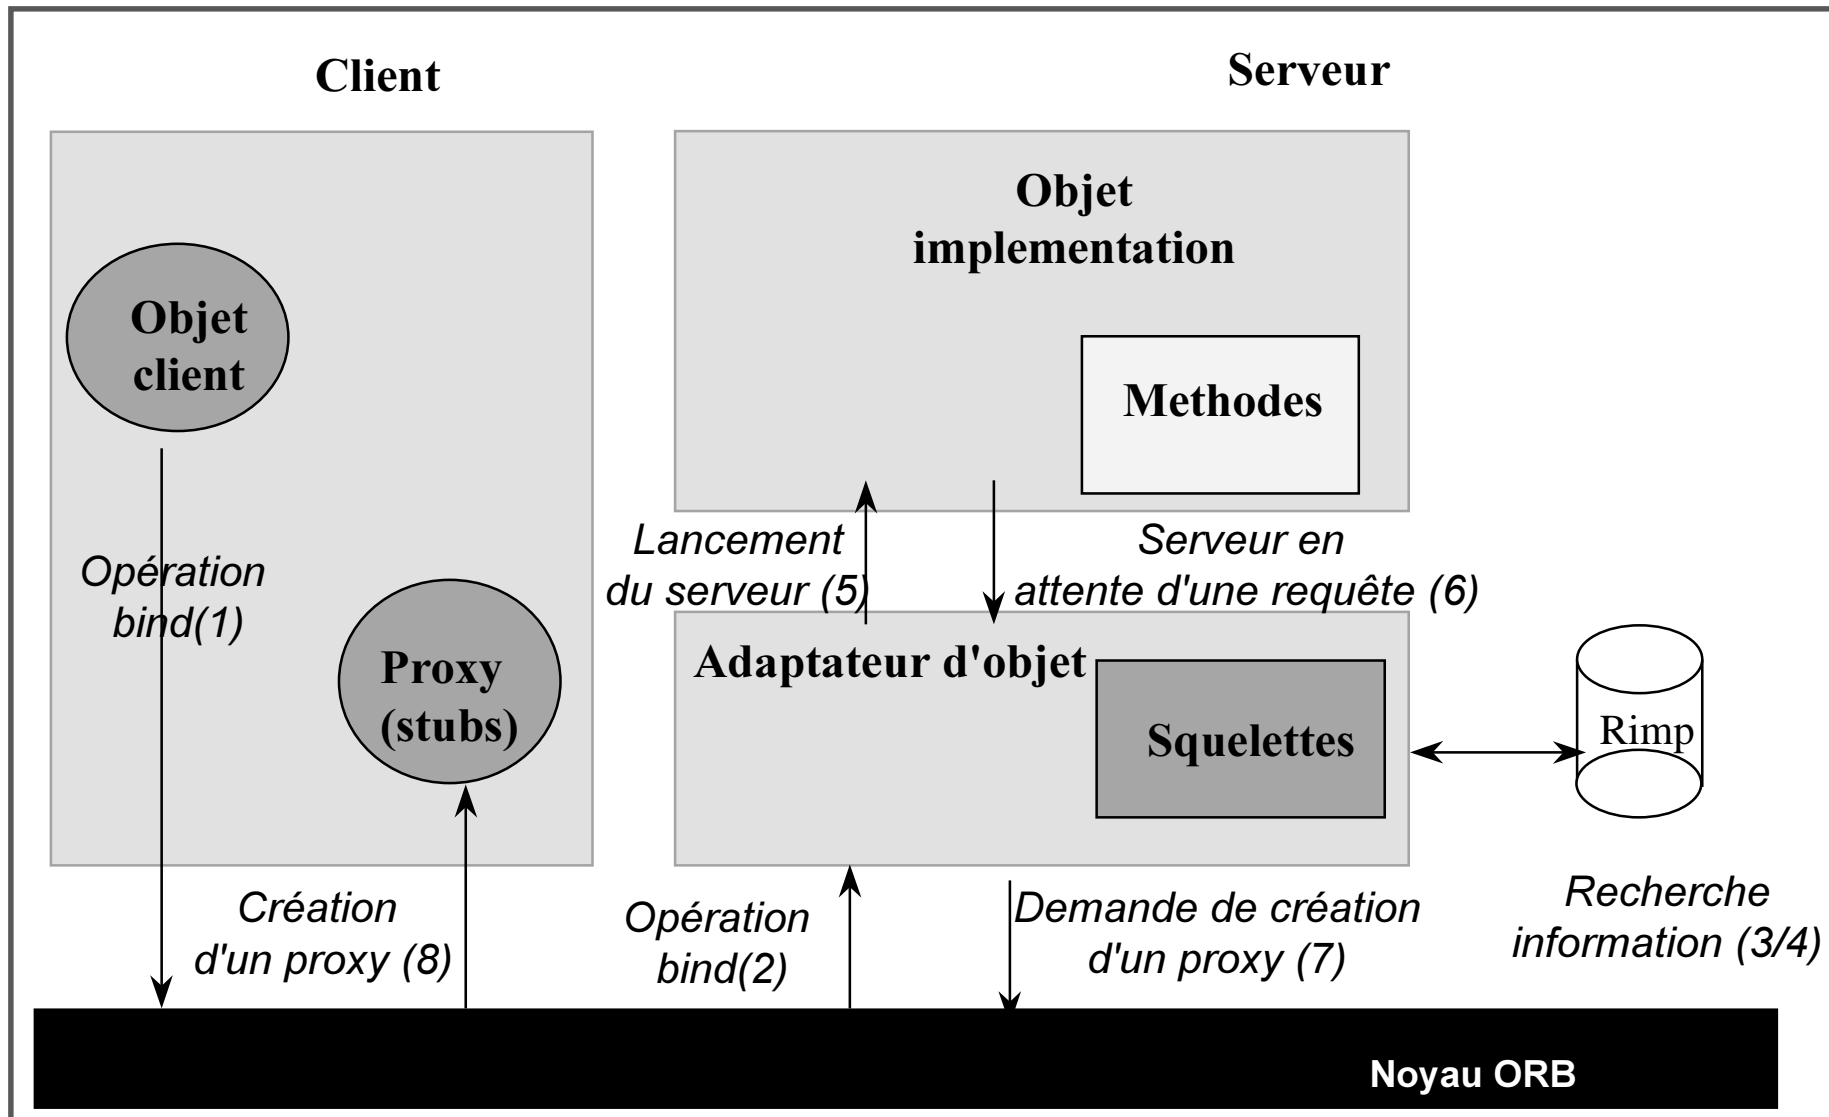 Client
Serveur
Objet
implementation
Objet
client
Methodes
Opération
bind(1)
Lancement
du serveur (5)
Serveur en
attente d'une requête (6)
Proxy
(stubs)
Adaptateur d'objet
Squelettes
Rimp
Création
d'un proxy (8)
Opération
bind(2)
Demande de création
d'un proxy (7)
Recherche
information (3/4)
Noyau ORB